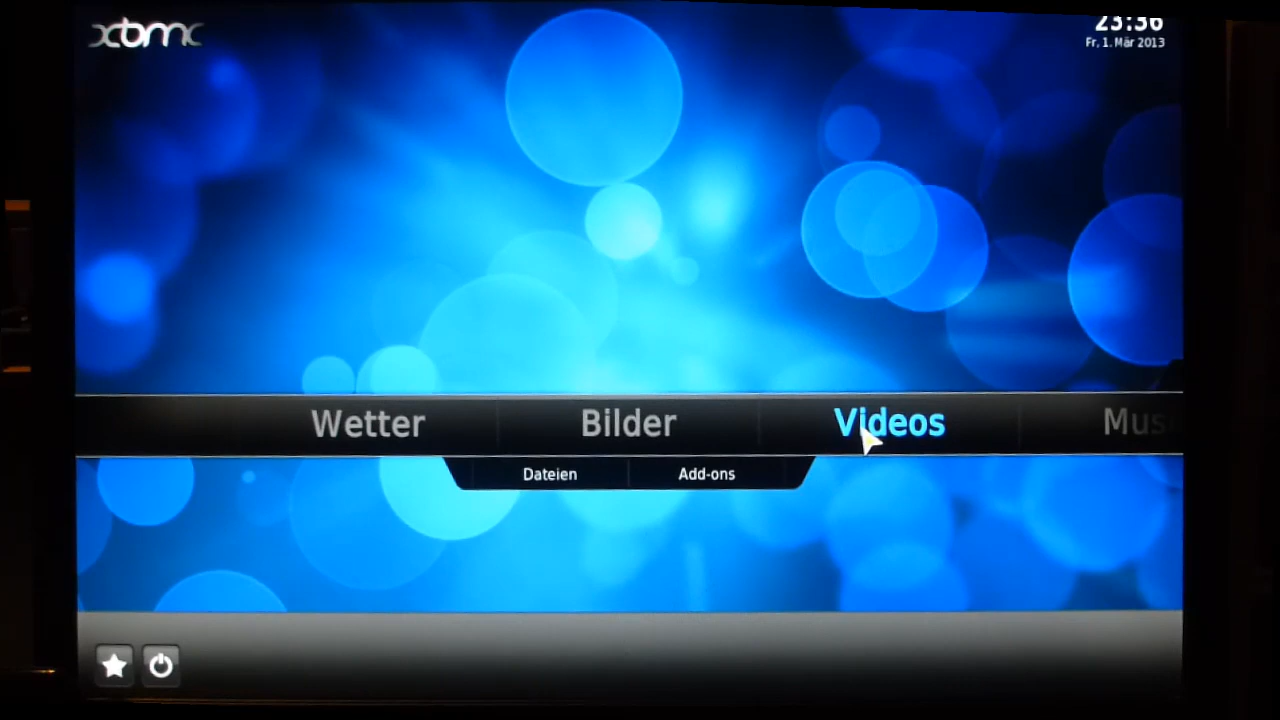 xbmc
23:36
Fr, 1. Mär 2013
Wetter
Bilder
Videos
Dateien
Add-ons